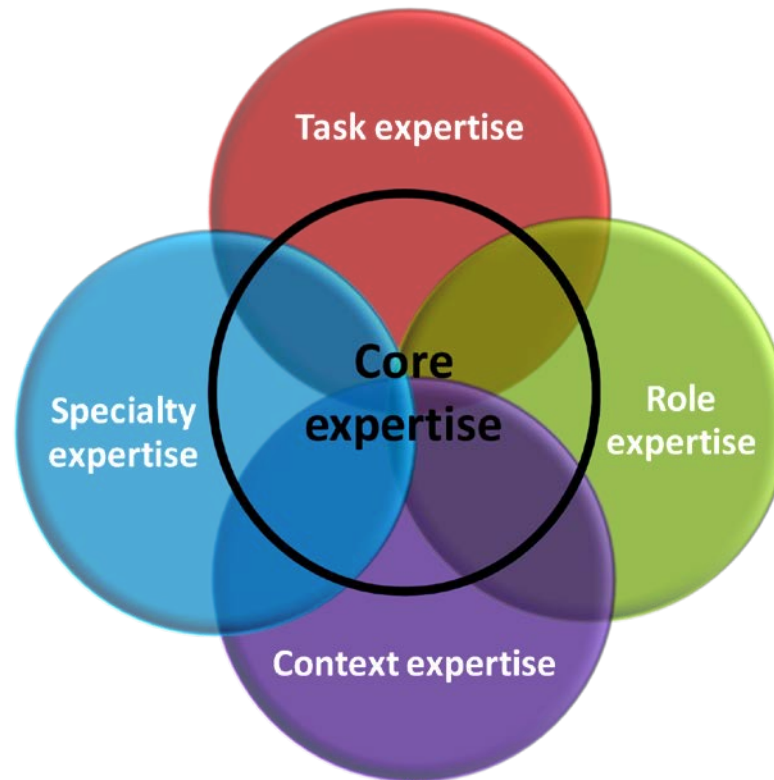 Task expertise
Core
expertise
Specialty
expertise
Role
expertise
Context expertise